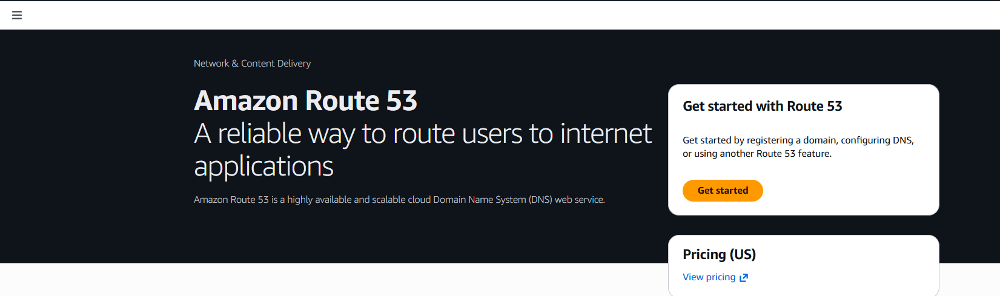 Network & Content Delivery
Amazon Route 53
A reliable way to route users to internet
applications
Amazon Route 53 is a highly available and scalable cloud Domain Name System (DNS) web service.
Get started with Route 53
Get started by registering a domain, configuring DNS,
or using another Route 53 feature.
Get started
Pricing (US)
View pricing